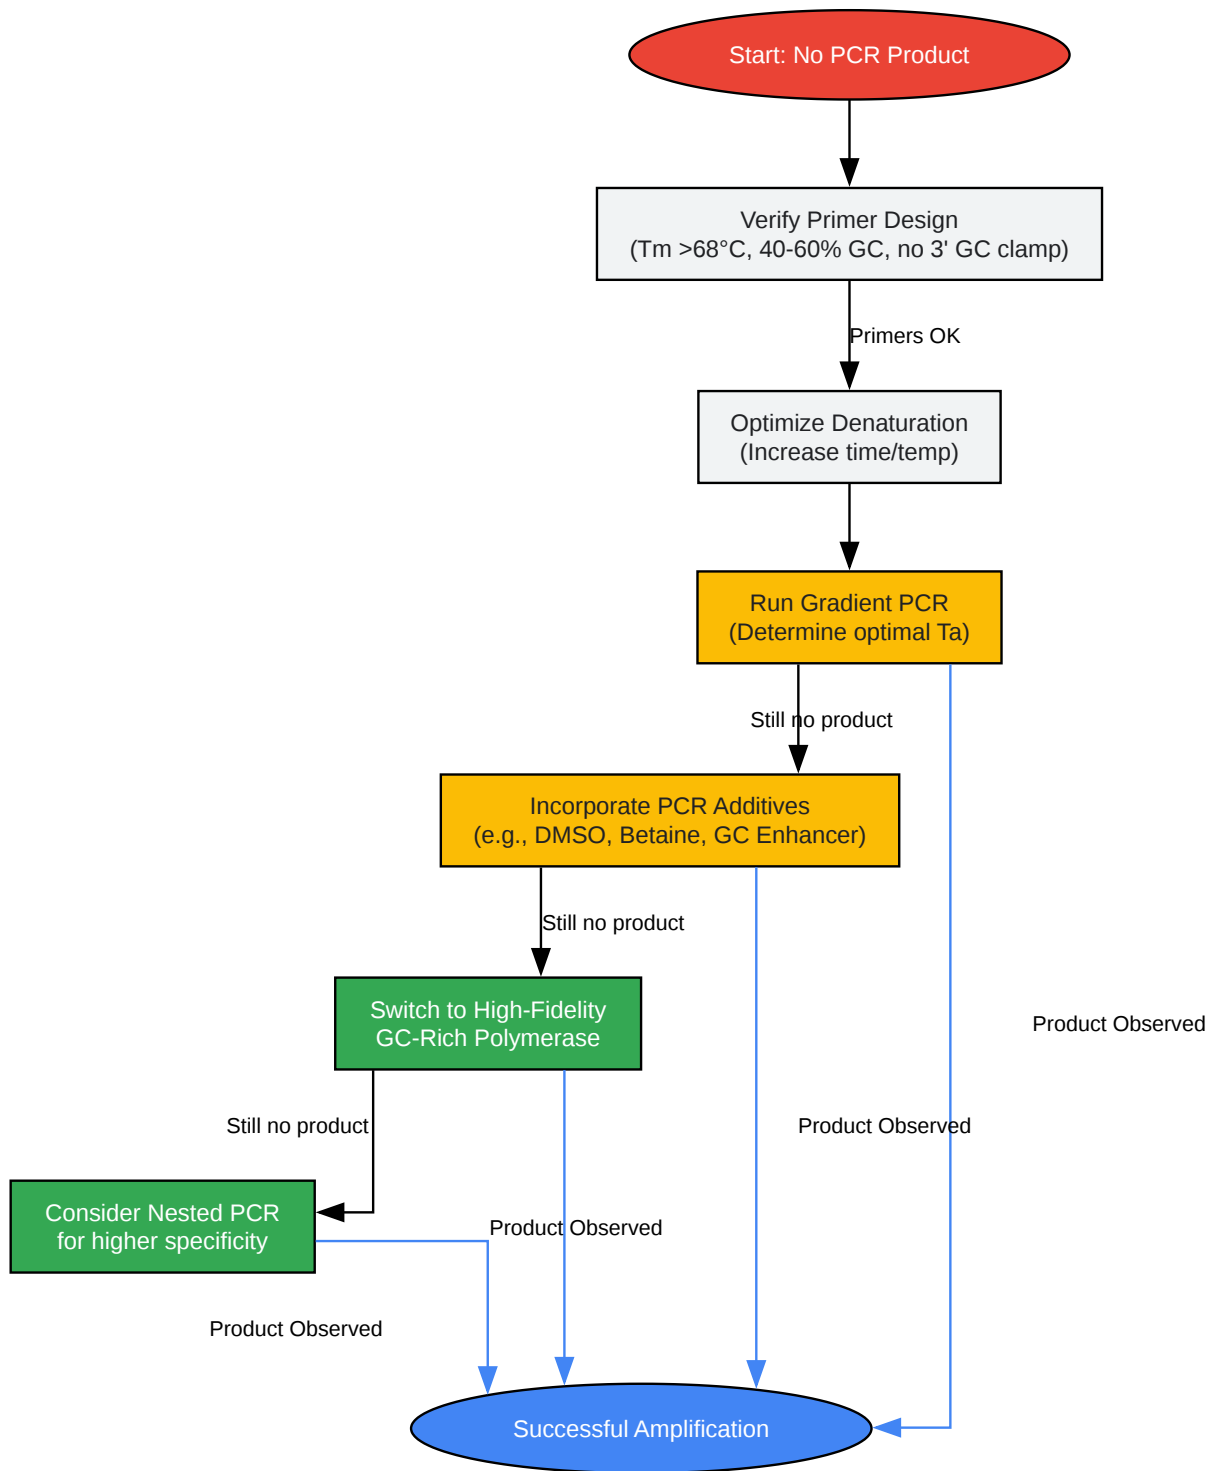 Start: No PCR Product
Verify Primer Design
(Tm >68°C, 40-60% GC, no 3' GC clamp)
Primers OK
Optimize Denaturation
(Increase time/temp)
Run Gradient PCR
(Determine optimal Ta)
Still no product
Incorporate PCR Additives
(e.g., DMSO, Betaine, GC Enhancer)
Still no product
Switch to High-Fidelity
GC-Rich Polymerase
Product Observed
Still no product
Product Observed
Consider Nested PCR
for higher specificity
Product Observed
Product Observed
Successful Amplification